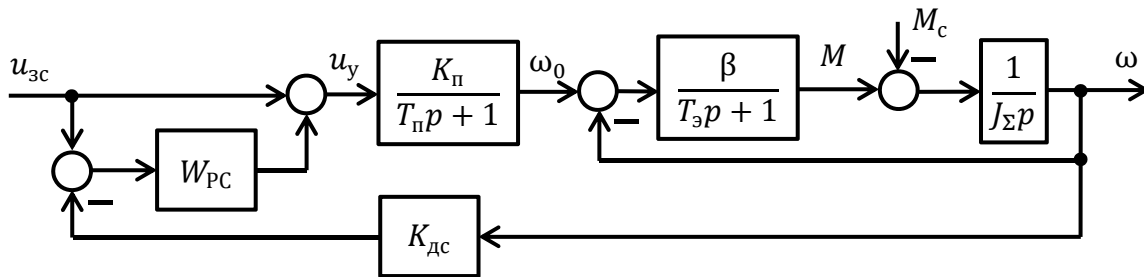 M_с
u_зс
u_у
K_п
T_п p + 1
ω_0
β
T_э p + 1
M
1
J_Σ p
ω
W_РС
K_дс